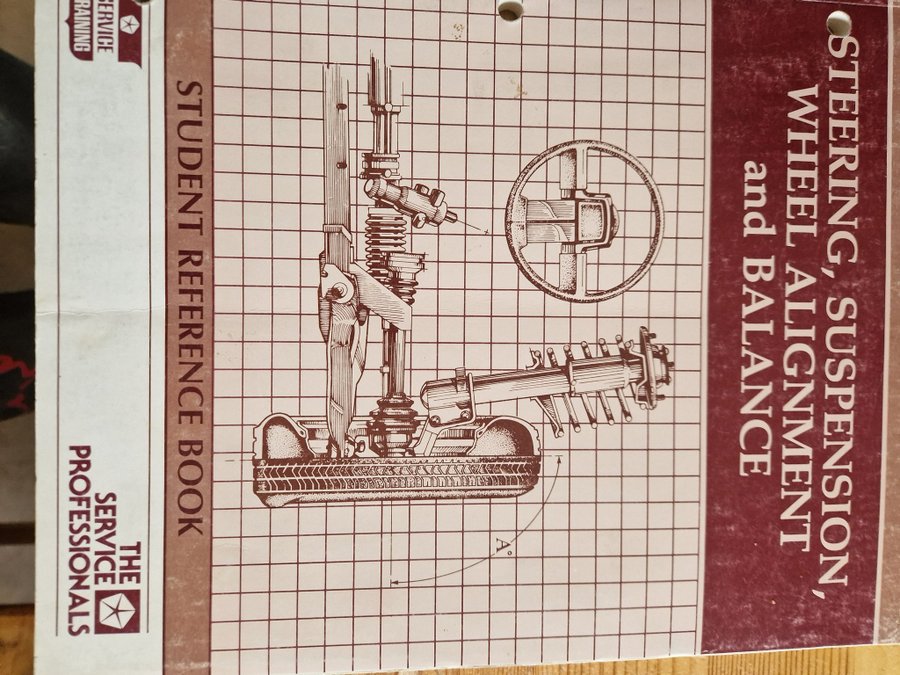 STEERING, SUSPENSION,
WHEEL ALIGNMENT
and BALANCE
A°
STUDENT REFERENCE BOOK
SERVICE
TRAINING
THE
SERVICE
PROFESSIONALS